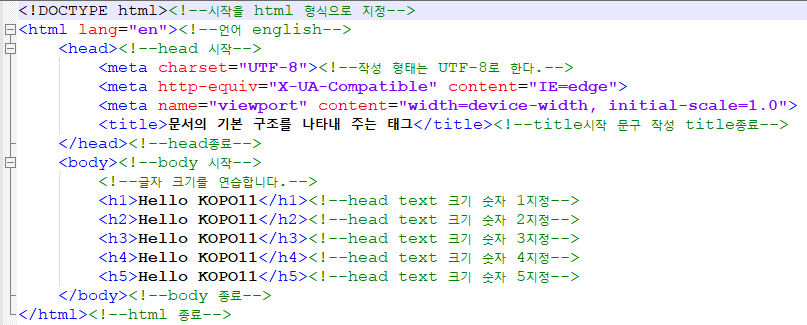 <!DOCTYPE html><!--시작을 html 형식으로 지정-->
<html lang="en"><!--언어 english-->
<head><!--head 시작-->
<meta charset="UTF-8"><!--작성 형태는 UTF-8로 한다.-->
<meta http-equiv="X-UA-Compatible" content="IE=edge">
<meta name="viewport" content="width=device-width, initial-scale=1.0">
<title>문서의 기본 구조를 나타내 주는 태그</title><!--title시작 문구 작성 title종료-->
</head><!--head종료-->
<body><!--body 시작-->
<!--글자 크기를 연습합니다.-->
<h1>Hello KOPO11</h1><!--head text 크기 숫자 1지정-->
<h2>Hello KOPO11</h2><!--head text 크기 숫자 2지정-->
<h3>Hello KOPO11</h3><!--head text 크기 숫자 3지정-->
<h4>Hello KOPO11</h4><!--head text 크기 숫자 4지정-->
<h5>Hello KOPO11</h5><!--head text 크기 숫자 5지정-->
</body><!--body 종료-->
</html><!--html 종료-->